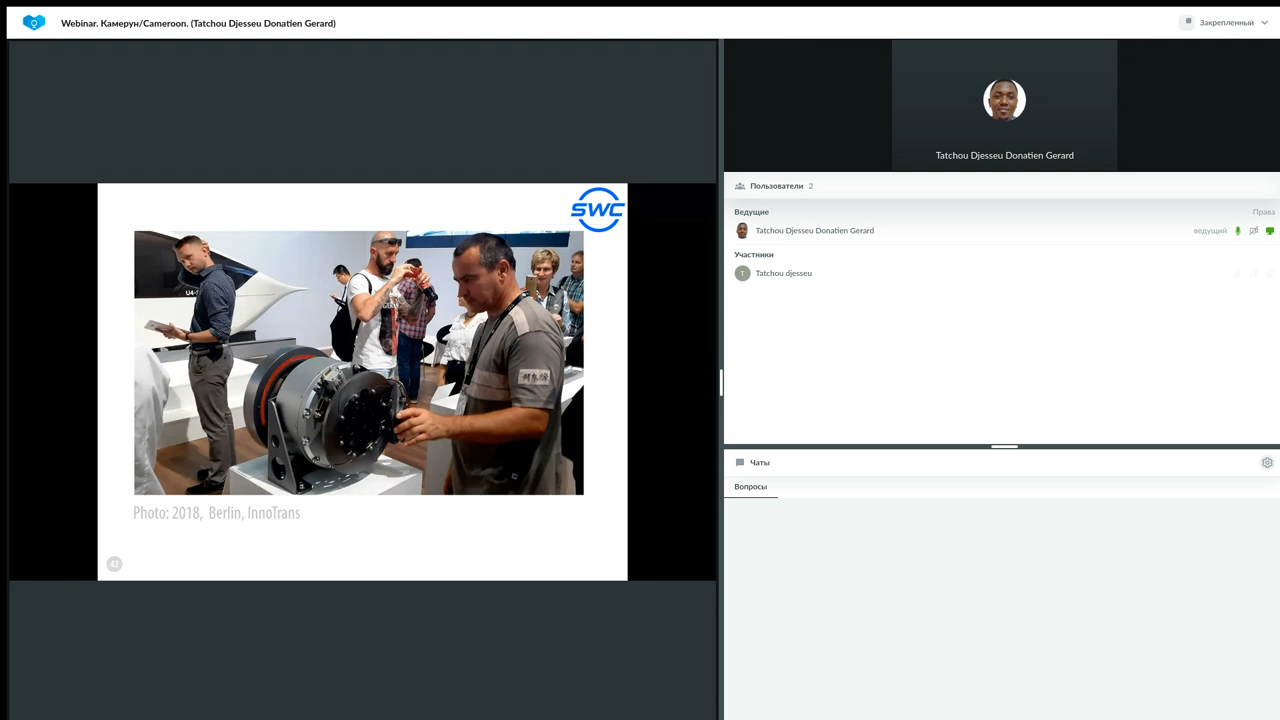 Webinar. Камерун/Cameroon. (Tatchou Djesseu Donatien Gerard)
Закрепленный
Tatchou Djesseu Donatien Gerard
Пользователи 2
Ведущие
Права
Tatchou Djesseu Donatien Gerard
ведущий
Участники
T
Tatchou djesseu
Чаты
Вопросы
SWC
Photo: 2018, Berlin, InnoTrans